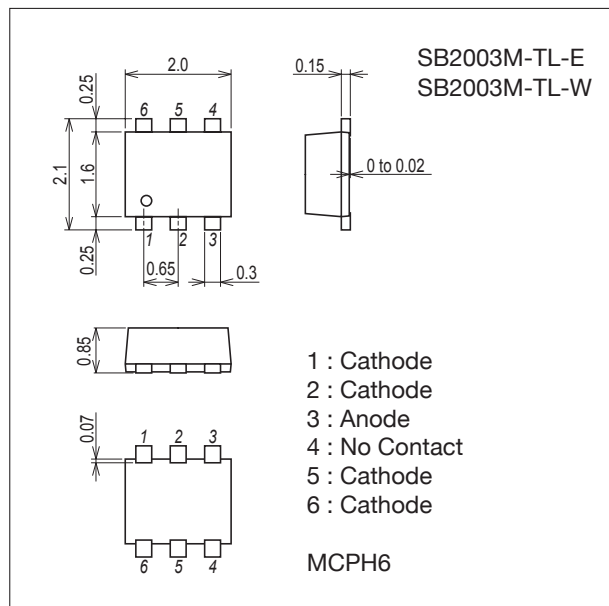 SB2003M-TL-E
SB2003M-TL-W
2.0
0.15
0.25
6 5 4
2.1
1.6
0 to 0.02
0.25
1 2 3
0.65
0.3
0.85
1 : Cathode
2 : Cathode
3 : Anode
4 : No Contact
5 : Cathode
6 : Cathode
0.07
1 2 3
6 5 4
MCPH6